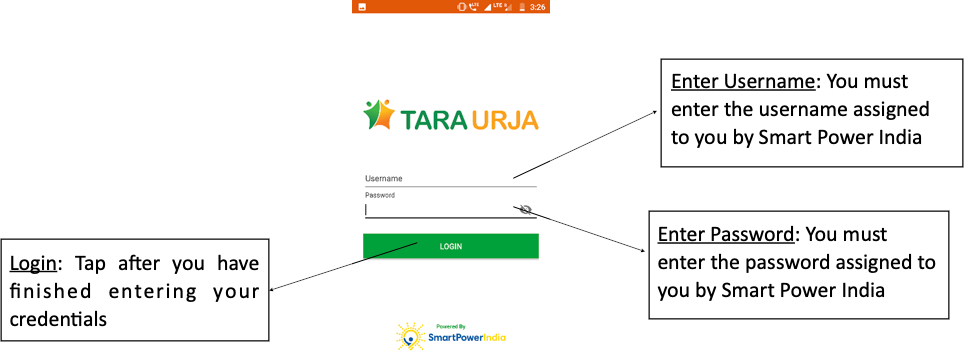 LTE LTE R 3:26
TARA URJA
Username
Password
LOGIN
Powered By
SmartPowerIndia
Enter Username: You must
enter the username assigned
to you by Smart Power India
Enter Password: You must
enter the password assigned to
you by Smart Power India
Login: Tap after you have
finished entering your
credentials